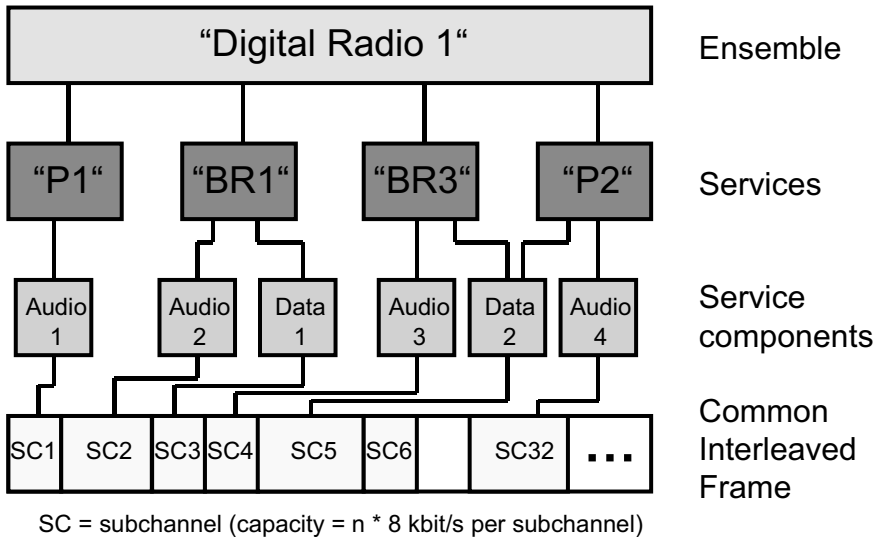 “Digital Radio 1“
Ensemble
“P1“ “BR1“ “BR3“ “P2“
Services
Audio 1
Audio 2
Data 1
Audio 3
Data 2
Audio 4
Service
components
SC1 SC2 SC3 SC4 SC5 SC6 SC32 ...
Common
Interleaved
Frame
SC = subchannel (capacity = n * 8 kbit/s per subchannel)